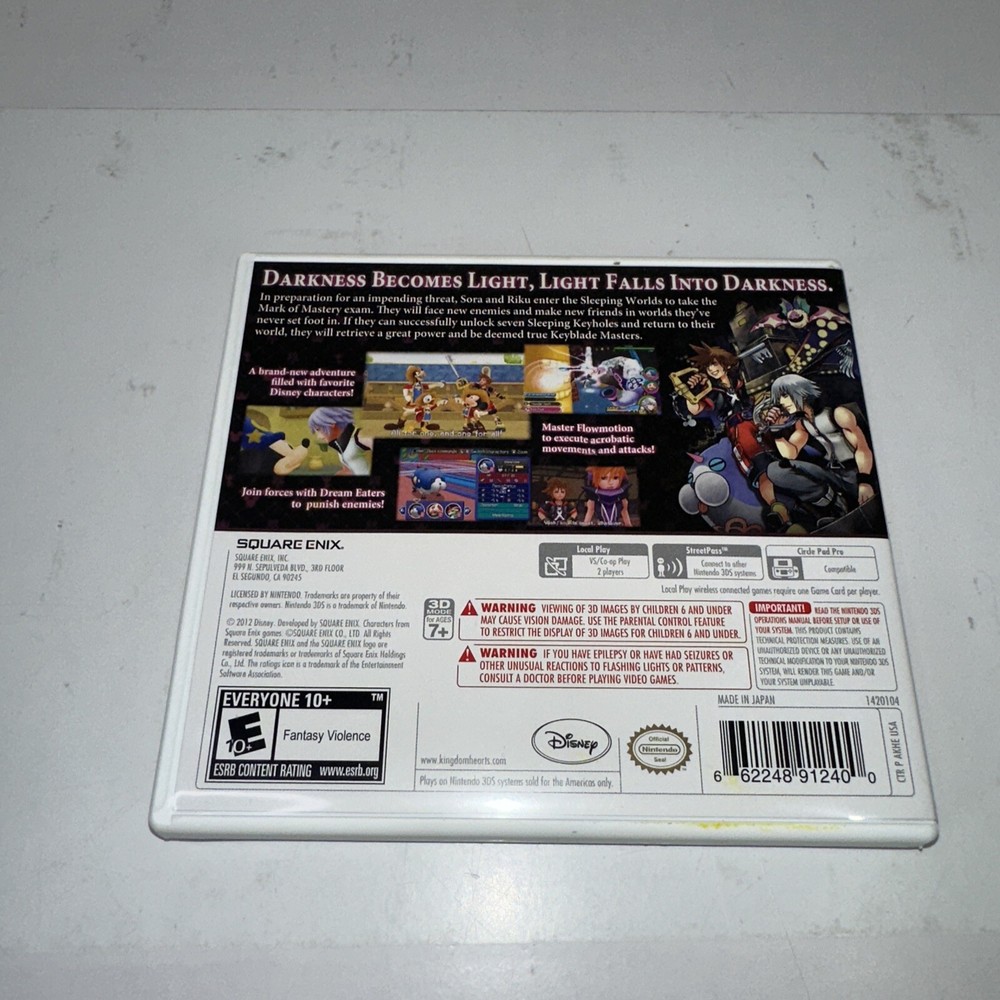 DARKNESS BECOMES LIGHT, LIGHT FALLS INTO DARKNESS.
In preparation for an impending threat, Sora and Riku enter the Sleeping Worlds to take the
Mark of Mastery exam. They will face new enemies and make new friends in worlds they've
never set foot in. If they can successfully unlock seven Sleeping Keyholes and return to their
world, they will retrieve a great power and be deemed true Keyblade Masters.
A brand-new adventure
filled with favorite
Disney characters!
All for one, and one for all!
Master Flowmotion
to execute acrobatic
movements and attacks!
Join forces with Dream Eaters
to punish enemies!
SQUARE ENIX.
SQUARE ENIX, INC.
999 N. SEPULVEDA BLVD., 3RD FLOOR
EL SEGUNDO, CA 90245
LICENSED BY NINTENDO. Trademarks are property of their
respective owners. Nintendo 3DS is a trademark of Nintendo.
© 2012 Disney. Developed by SQUARE ENIX. Characters from
Square Enix games ©SQUARE ENIX CO., LTD All Rights
Reserved. SQUARE ENIX and the SQUARE ENIX logo are
registered trademarks or trademarks of Square Enix Holdings
Co., Ltd. The ratings icon is a trademark of the Entertainment
Software Association.
Local Play
VS/Co-op Play
2 players
StreetPass™
Connect to other
Nintendo 3DS systems
Circle Pad Pro
Compatible
Local Play wireless connected games require one Game Card per player.
3D
MODE
for AGES
7+
WARNING VIEWING OF 3D IMAGES BY CHILDREN 6 AND UNDER
MAY CAUSE VISION DAMAGE. USE THE PARENTAL CONTROL FEATURE
TO RESTRICT THE DISPLAY OF 3D IMAGES FOR CHILDREN 6 AND UNDER.
WARNING IF YOU HAVE EPILEPSY OR HAVE HAD SEIZURES OR
OTHER UNUSUAL REACTIONS TO FLASHING LIGHTS OR PATTERNS,
CONSULT A DOCTOR BEFORE PLAYING VIDEO GAMES.
IMPORTANT! READ THE NINTENDO 3DS
OPERATIONS MANUAL BEFORE SETUP OR USE OF
YOUR SYSTEM. THIS PRODUCT CONTAINS
TECHNICAL PROTECTION MEASURES. USE OF AN
UNAUTHORIZED DEVICE OR ANY UNAUTHORIZED
TECHNICAL MODIFICATION TO YOUR NINTENDO 3DS
SYSTEM, WILL RENDER THIS GAME AND/OR
YOUR SYSTEM UNPLAYABLE.
MADE IN JAPAN
1420104
EVERYONE 10+ ™
E
10+
Fantasy Violence
ESRB CONTENT RATING www.esrb.org
www.kingdomhearts.com
Disney
Official
Nintendo
Seal
Plays on Nintendo 3DS systems sold for the Americas only.
6 62248 91240 0
CTR P AKHE USA